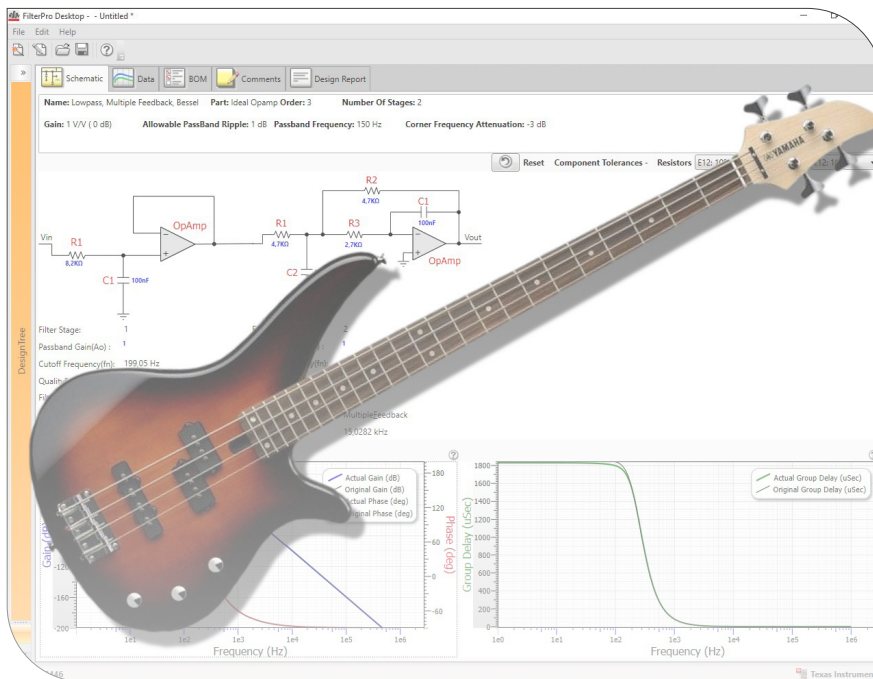 FilterPro Desktop - - Untitled *
File Edit Help
Schematic Data BOM Comments Design Report
Name: Lowpass, Multiple Feedback, Bessel Part: Ideal Opamp Order: 3 Number Of Stages: 2
Gain: 1 V/V ( 0 dB) Allowable PassBand Ripple: 1 dB Passband Frequency: 150 Hz Corner Frequency Attenuation: -3 dB
Reset Component Tolerances - Resistors E12: 10%
YAMAHA
R2
4,7KΩ
C1
100nF
OpAmp
R1
4,7KΩ
R3
2,7KΩ
Vin
R1
8,2KΩ
Vout
OpAmp
C1 100nF
C2
Filter Stage: 1 2
Passband Gain(Ao) : 1 1
Cutoff Frequency(fn): 199,05 Hz
MultipleFeedback
15,0282 kHz
DesignTree
Actual Gain (dB)
Original Gain (dB)
Actual Phase (deg)
Original Phase (deg)
180
120
60
0
-60
Phase (deg)
-120
-160
-200
1e1 1e2 1e3 1e4 1e5 1e6
Frequency (Hz)
Actual Group Delay (uSec)
Original Group Delay (uSec)
Group Delay (uSec)
1800
1600
1400
1200
1000
800
600
400
200
0
1e0 1e1 1e2 1e3 1e4 1e5 1e6
Frequency (Hz)
Texas Instrumen